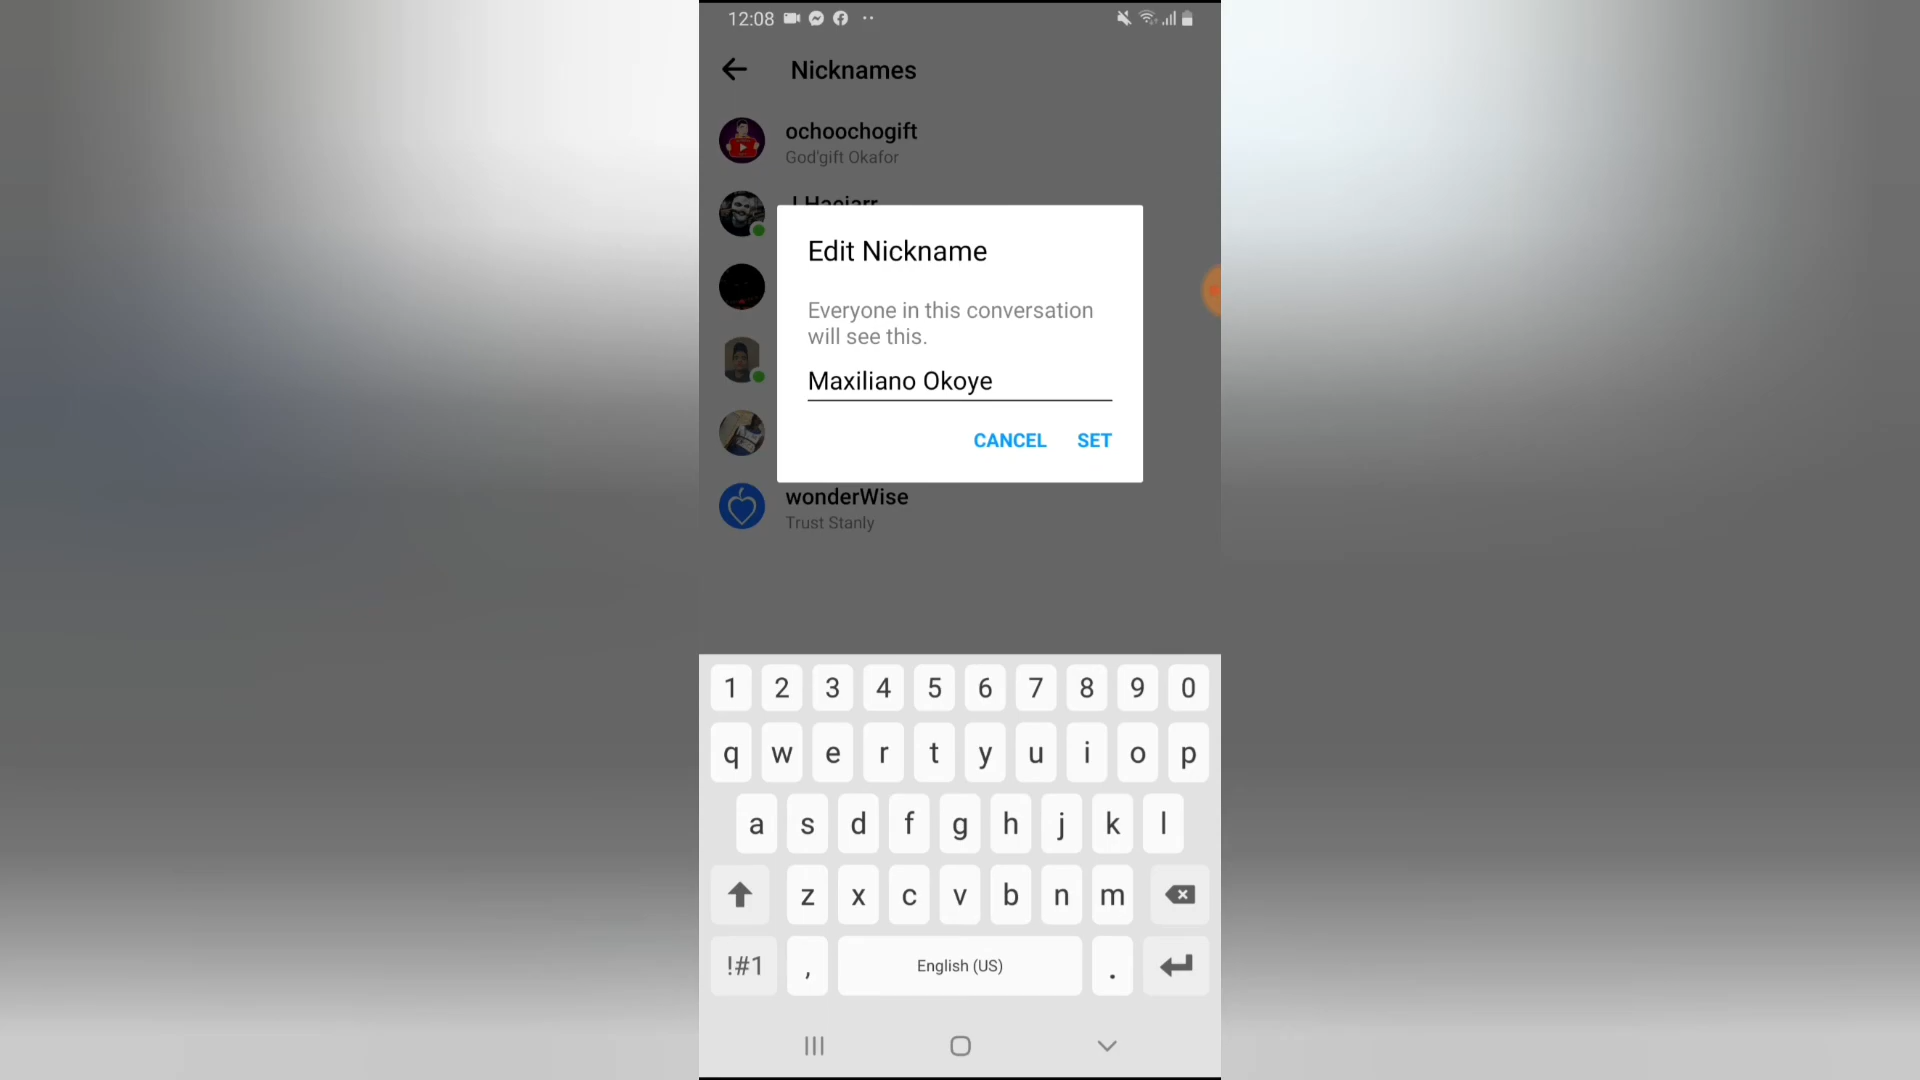 12:08
Nicknames
ochoochogift
God'gift Okafor
Edit Nickname
Everyone in this conversation
will see this.
Maxiliano Okoye
CANCEL SET
wonderWise
Trust Stanly
1 2 3 4 5 6 7 8 9 0
q w e r t y u i o p
a s d f g h j k l
z x c v b n m
!#1 , English (US) .